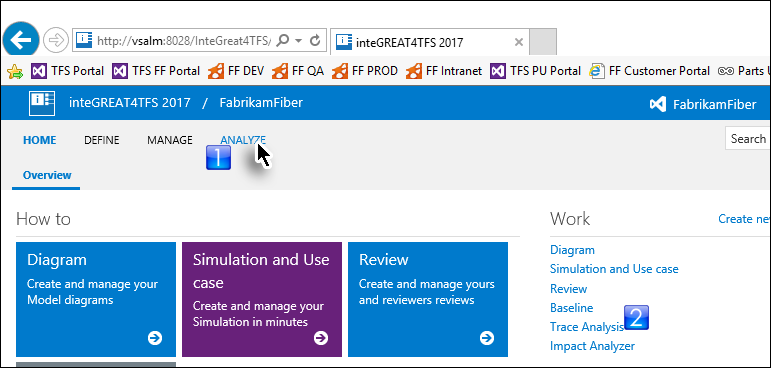 http://vsalm:8028/InteGreat4TFS/
inteGREAT4TFS 2017
TFS Portal TFS FF Portal FF DEV FF QA FF PROD FF Intranet TFS PU Portal FF Customer Portal Parts U
inteGREAT4TFS 2017 / FabrikamFiber FabrikamFiber
HOME DEFINE MANAGE ANALYZE Search
1
Overview
How to
Work Create new
Diagram
Create and manage your
Model diagrams
Simulation and Use
case
Create and manage your
Simulation in minutes
Review
Create and manage yours
and reviewers reviews
Diagram
Simulation and Use case
Review
Baseline
Trace Analysis 2
Impact Analyzer